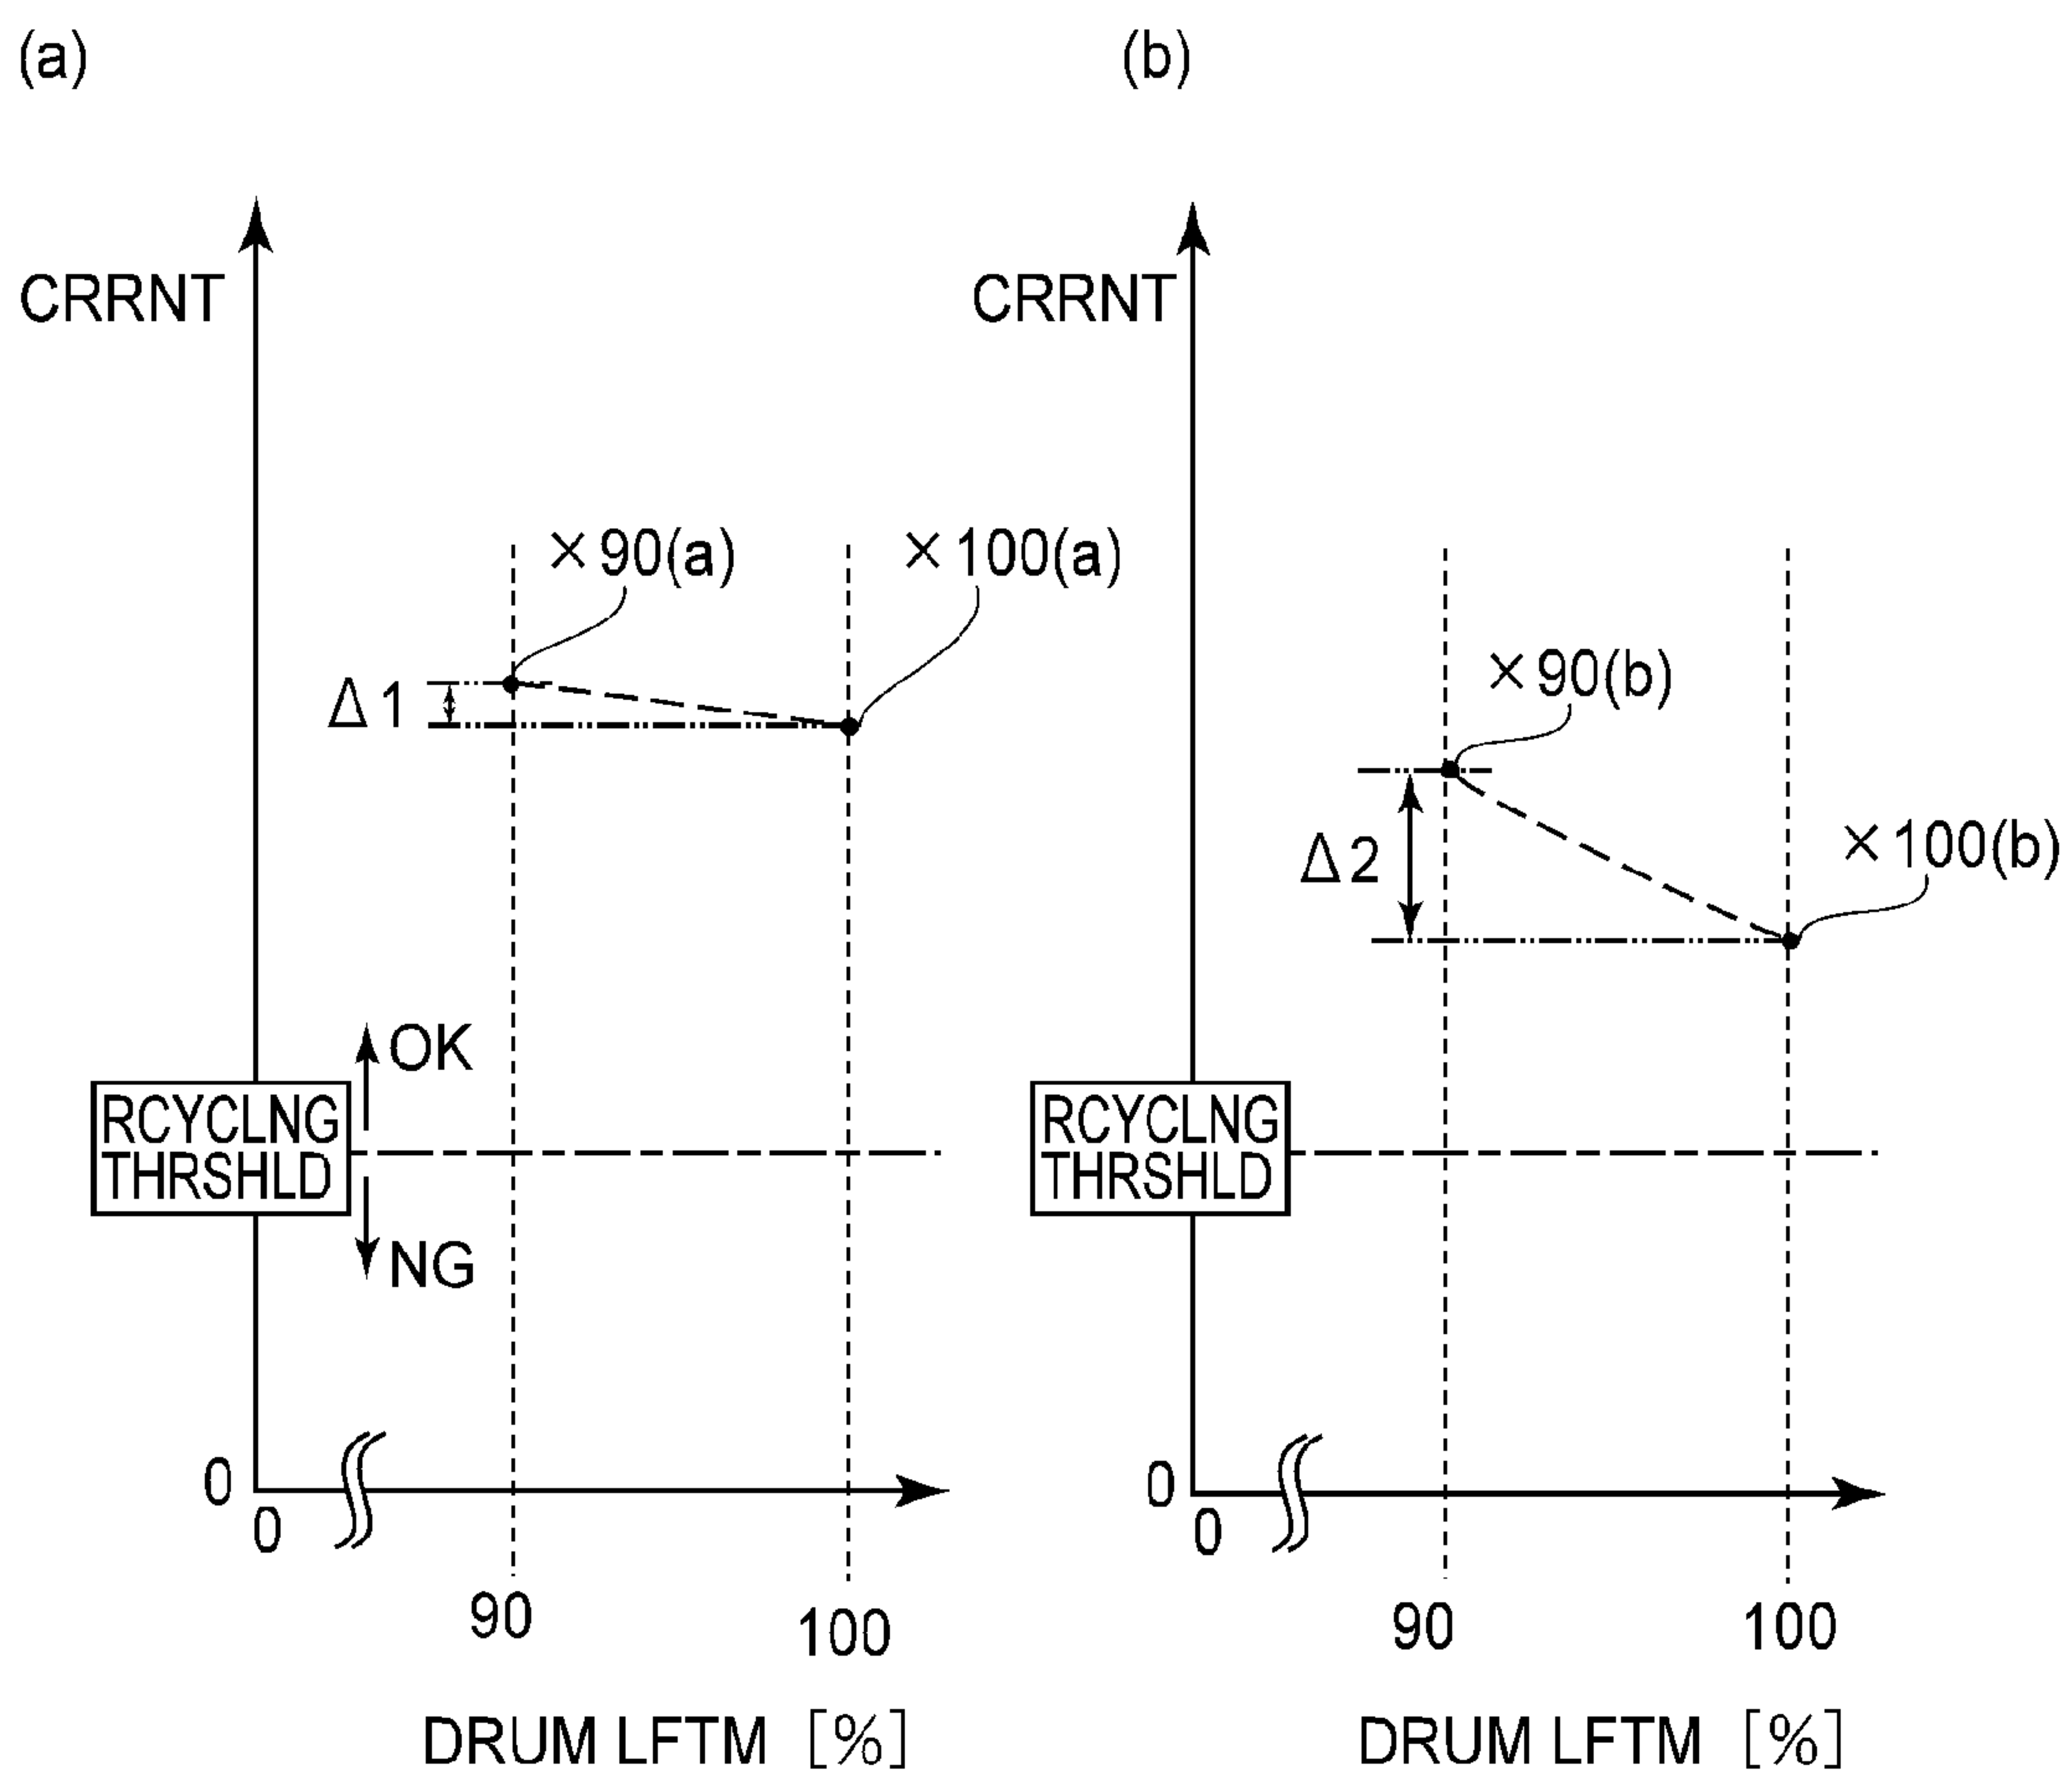 (a)
CRRNT
×90(a)
×100(a)
Δ1
OK
RCYCLNG
THRSHLD
NG
0
0
90
100
DRUM LFTM [%]
(b)
CRRNT
×90(b)
×100(b)
Δ2
RCYCLNG
THRSHLD
0
0
90
100
DRUM LFTM [%]